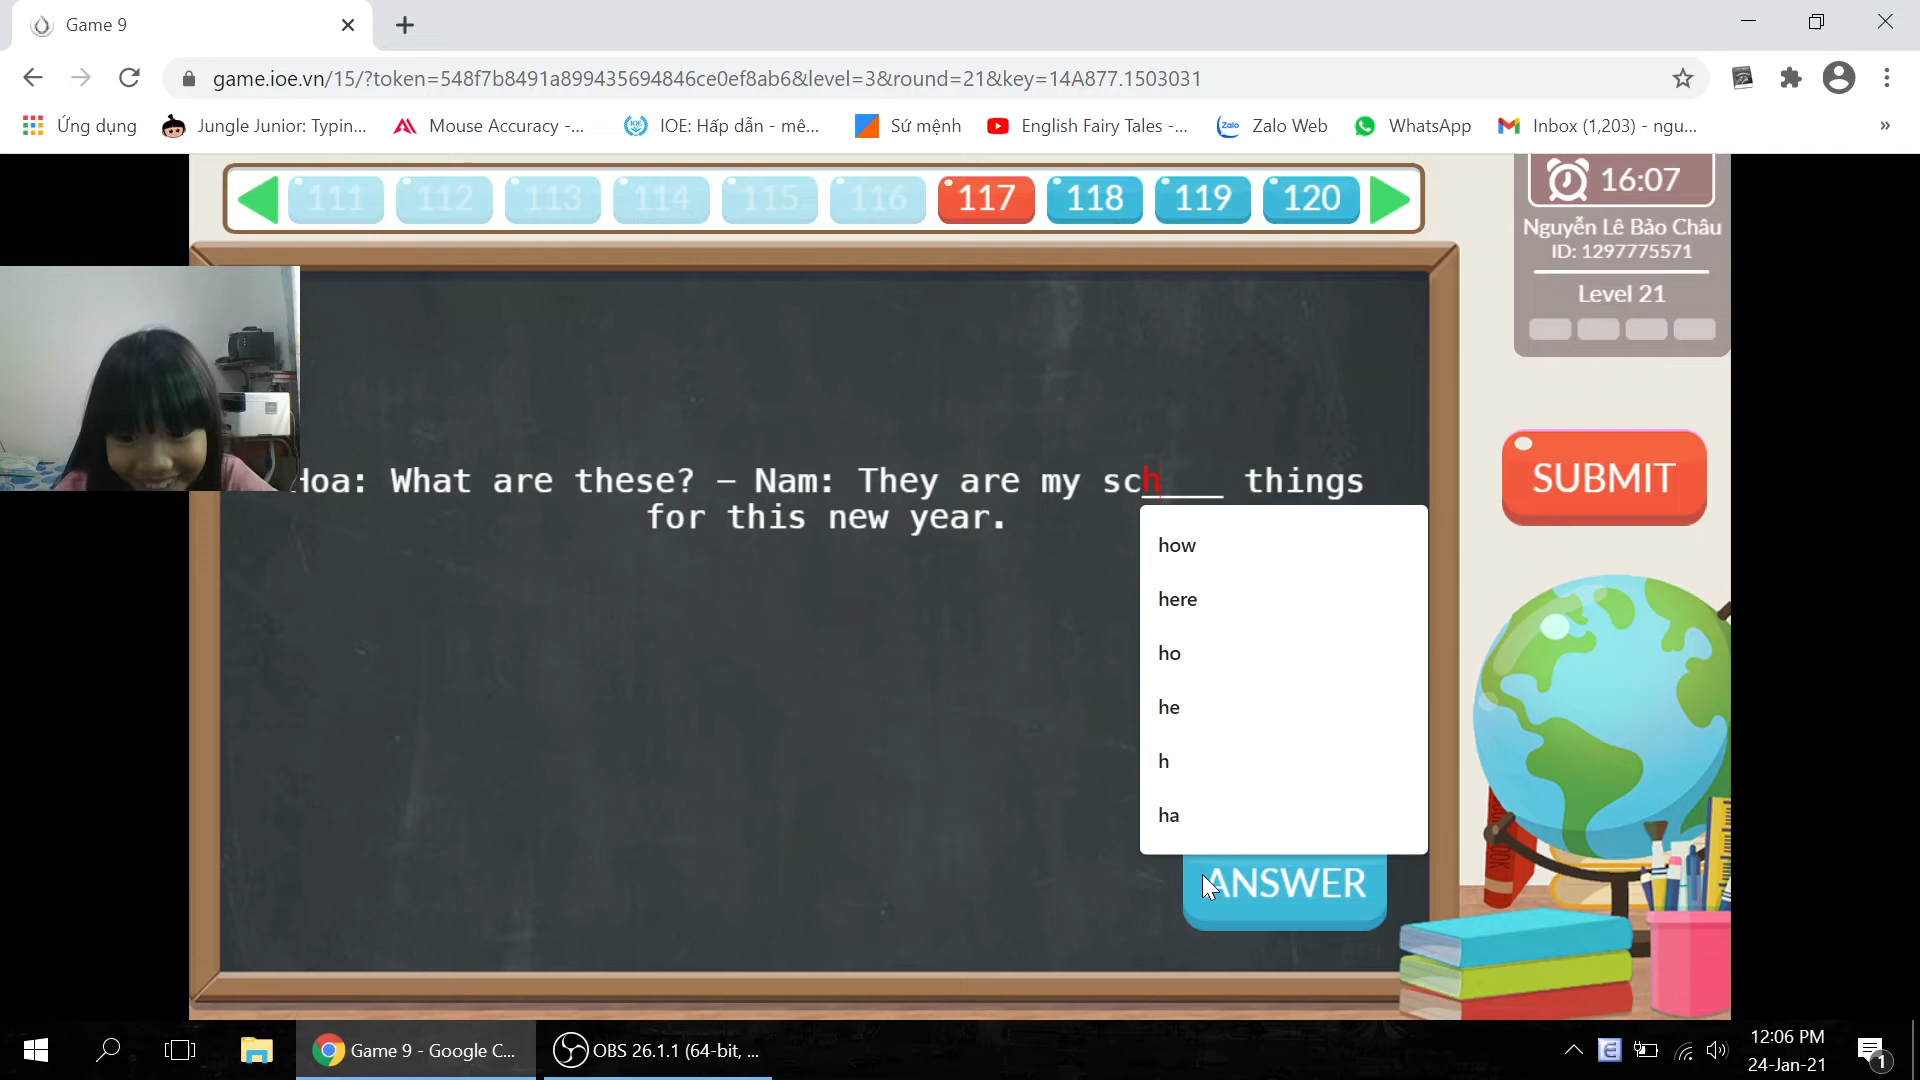 Game 9
game.ioe.vn/15/?token=548f7b8491a899435694846ce0ef8ab6&level=3&round=21&key=14A877.1503031
Ứng dụng Jungle Junior: Typin... Mouse Accuracy -... IOE: Hấp dẫn - mê... Sứ mệnh English Fairy Tales -... Zalo Web WhatsApp Inbox (1,203) - ngu... »
111 112 113 114 115 116 117 118 119 120
16:07
Nguyễn Lê Bảo Châu
ID: 1297775571
Level 21
Hoa: What are these? – Nam: They are my sch____ things
for this new year.
SUBMIT
how
here
ho
he
h
ha
ANSWER
Game 9 - Google C...
OBS 26.1.1 (64-bit, ...
12:06 PM
24-Jan-21
1